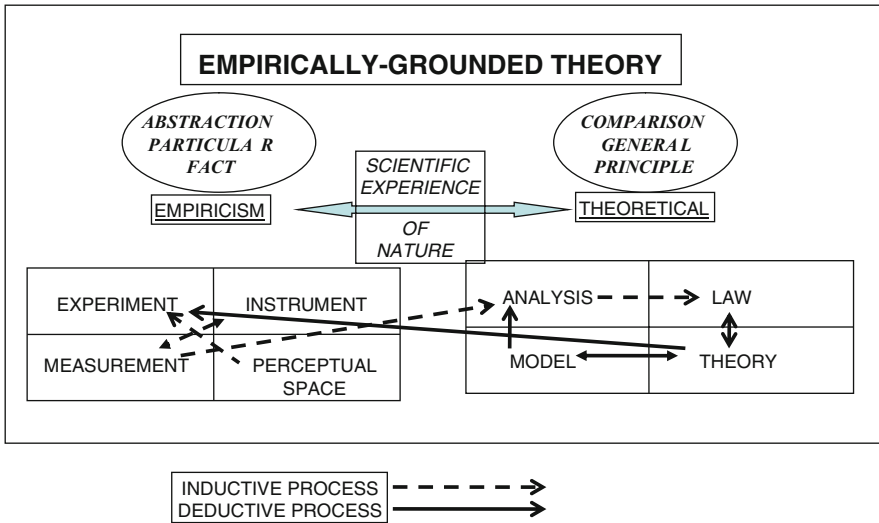 EMPIRICALLY-GROUNDED THEORY
ABSTRACTION
PARTICULA R
FACT
COMPARISON
GENERAL
PRINCIPLE
SCIENTIFIC
EXPERIENCE
OF
NATURE
EMPIRICISM
THEORETICAL
EXPERIMENT
INSTRUMENT
MEASUREMENT
PERCEPTUAL
SPACE
ANALYSIS
LAW
MODEL
THEORY
INDUCTIVE PROCESS
DEDUCTIVE PROCESS